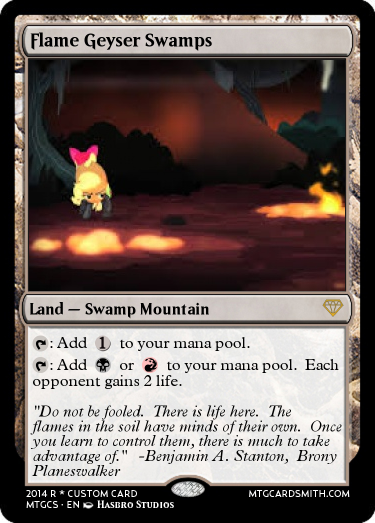 Flame Geyser Swamps
Land — Swamp Mountain
: Add 1 to your mana pool.
: Add or to your mana pool. Each
opponent gains 2 life.
"Do not be fooled. There is life here. The
flames in the soil have minds of their own. Once
you learn to control them, there is much to take
advantage of." -Benjamin A. Stanton, Brony
Planeswalker
2014 R * CUSTOM CARD
MTGCS · EN HASBRO STUDIOS
MTGCARDSMITH.COM